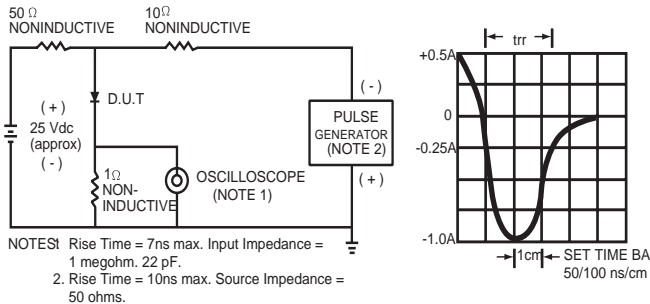 50 Ω
NONINDUCTIVE
10Ω
NONINDUCTIVE
D.U.T
( + )
25 Vdc
(approx)
( - )
1Ω
NON-
INDUCTIVE
OSCILLOSCOPE
(NOTE 1)
( - )
PULSE
GENERATOR
(NOTE 2)
( + )
NOTES1 Rise Time = 7ns max. Input Impedance =
1 megohm. 22 pF.
2. Rise Time = 10ns max. Source Impedance =
50 ohms.
trr
+0.5A
0
-0.25A
-1.0A
1cm
SET TIME BA
50/100 ns/cm